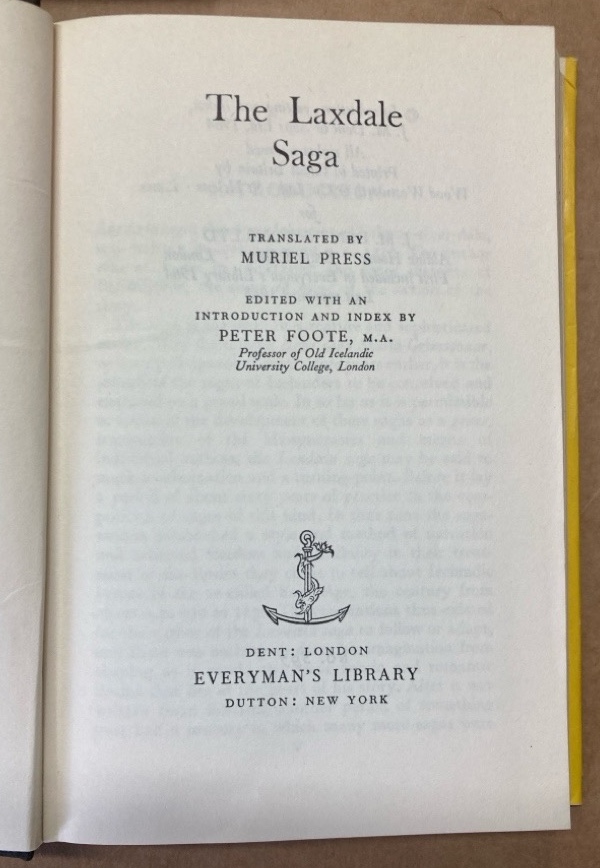 The Laxdale
Saga
TRANSLATED BY
MURIEL PRESS
EDITED WITH AN
INTRODUCTION AND INDEX BY
PETER FOOTE, M.A.
Professor of Old Icelandic
University College, London
DENT: LONDON
EVERYMAN'S LIBRARY
DUTTON: NEW YORK